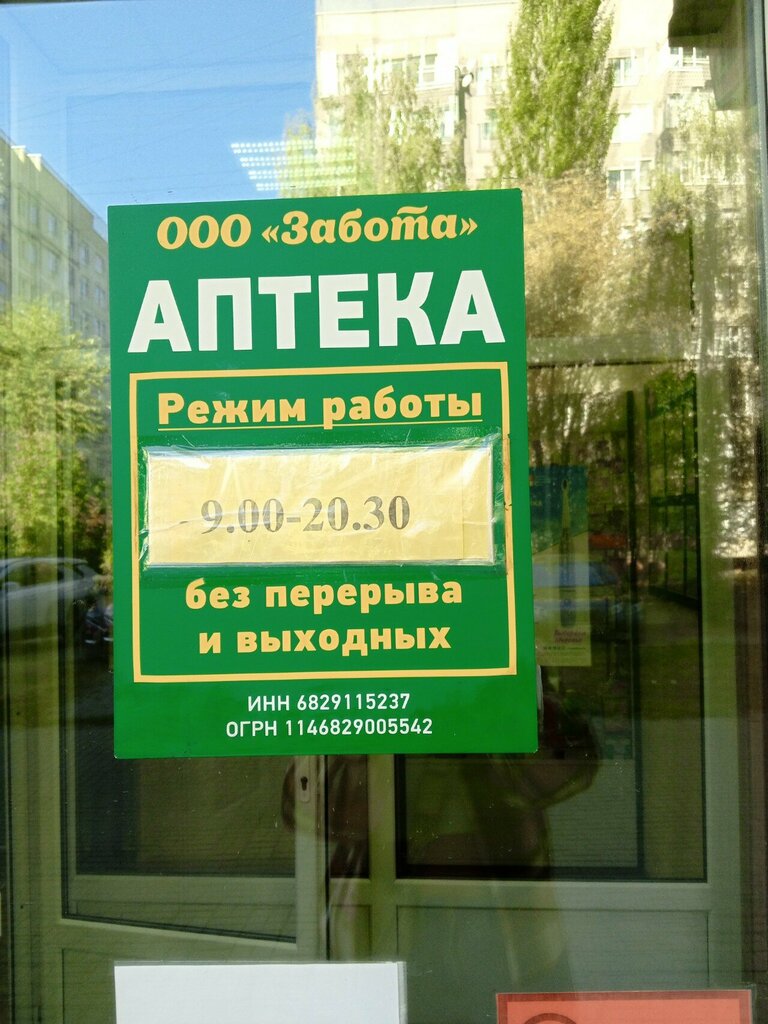 ООО «Забота»
АПТЕКА
Режим работы
9.00-20.30
без перерыва
и выходных
ИНН 6829115237
ОГРН 1146829005542